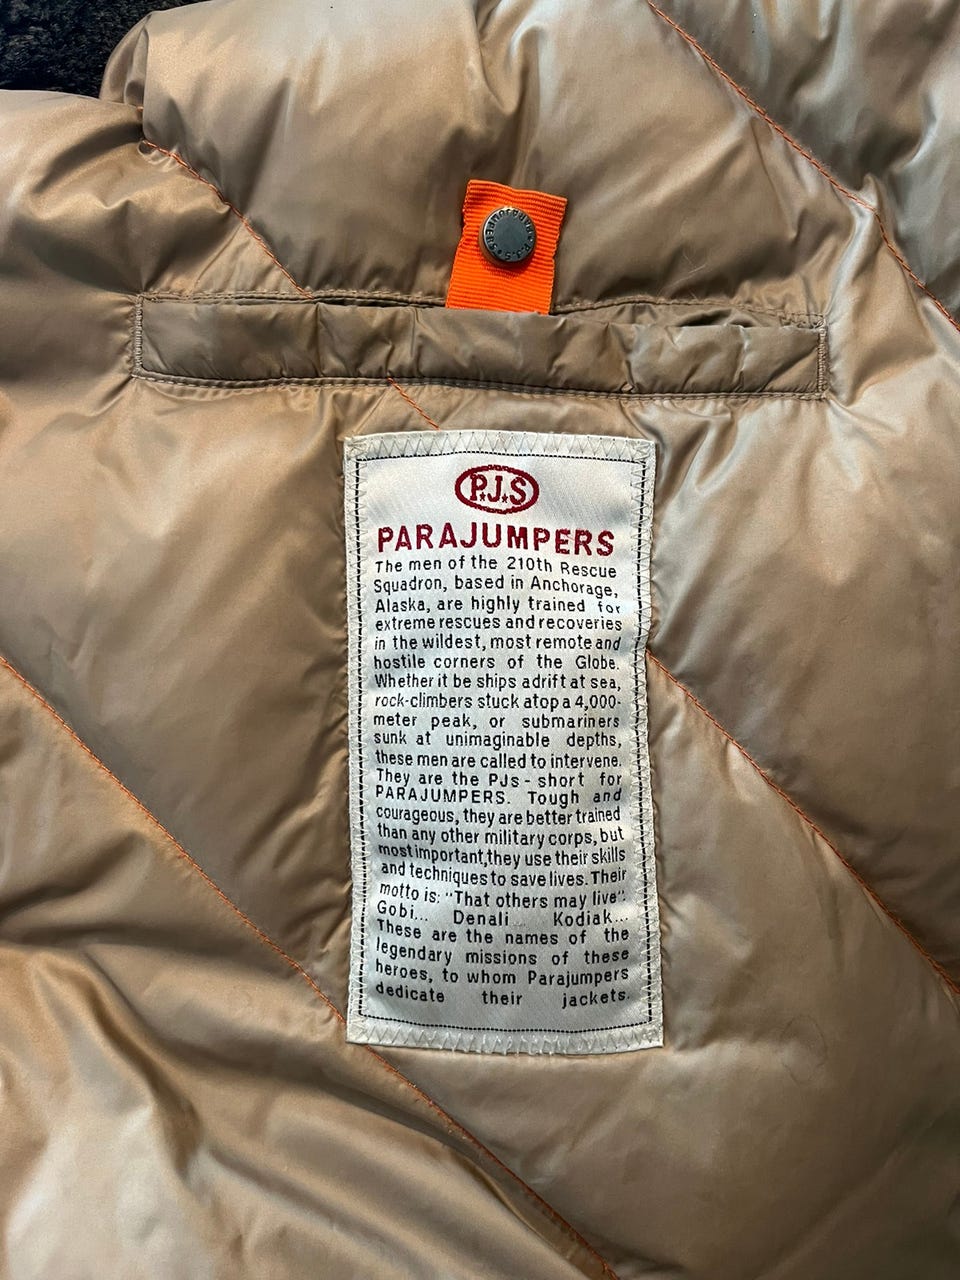 P.J.S
PARAJUMPERS
P.J.S
PARAJUMPERS
The men of the 210th Rescue
Squadron, based in Anchorage,
Alaska, are highly trained for
extreme rescues and recoveries
in the wildest, most remote and
hostile corners of the Globe.
Whether it be ships adrift at sea,
rock-climbers stuck atop a 4,000-
meter peak, or submariners
sunk at unimaginable depths,
these men are called to intervene.
They are the PJs - short for
PARAJUMPERS. Tough and
courageous, they are better trained
than any other military corps, but
most important,they use their skills
and techniques to save lives. Their
motto is: "That others may live".
Gobi... Denali... Kodiak...
These are the names of the
legendary missions of these
heroes, to whom Parajumpers
dedicate their jackets.